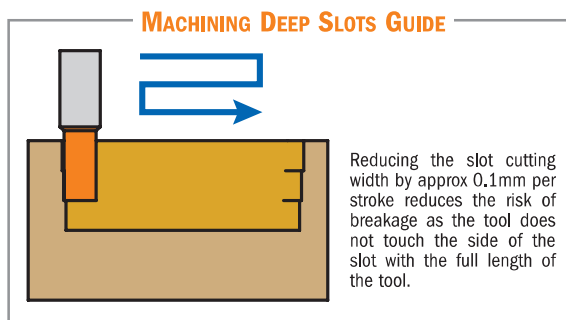 MACHINING DEEP SLOTS GUIDE
Reducing the slot cutting
width by approx 0.1mm per
stroke reduces the risk of
breakage as the tool does
not touch the side of the
slot with the full length of
the tool.